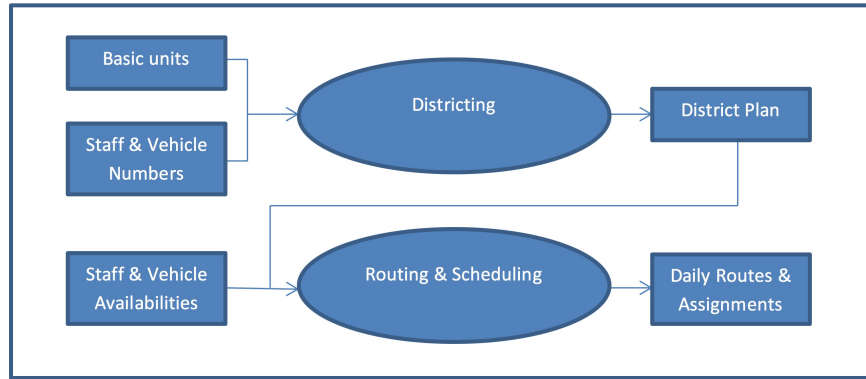 Basic units
Districting
District Plan
Staff & Vehicle
Numbers
Staff & Vehicle
Availabilities
Routing & Scheduling
Daily Routes &
Assignments